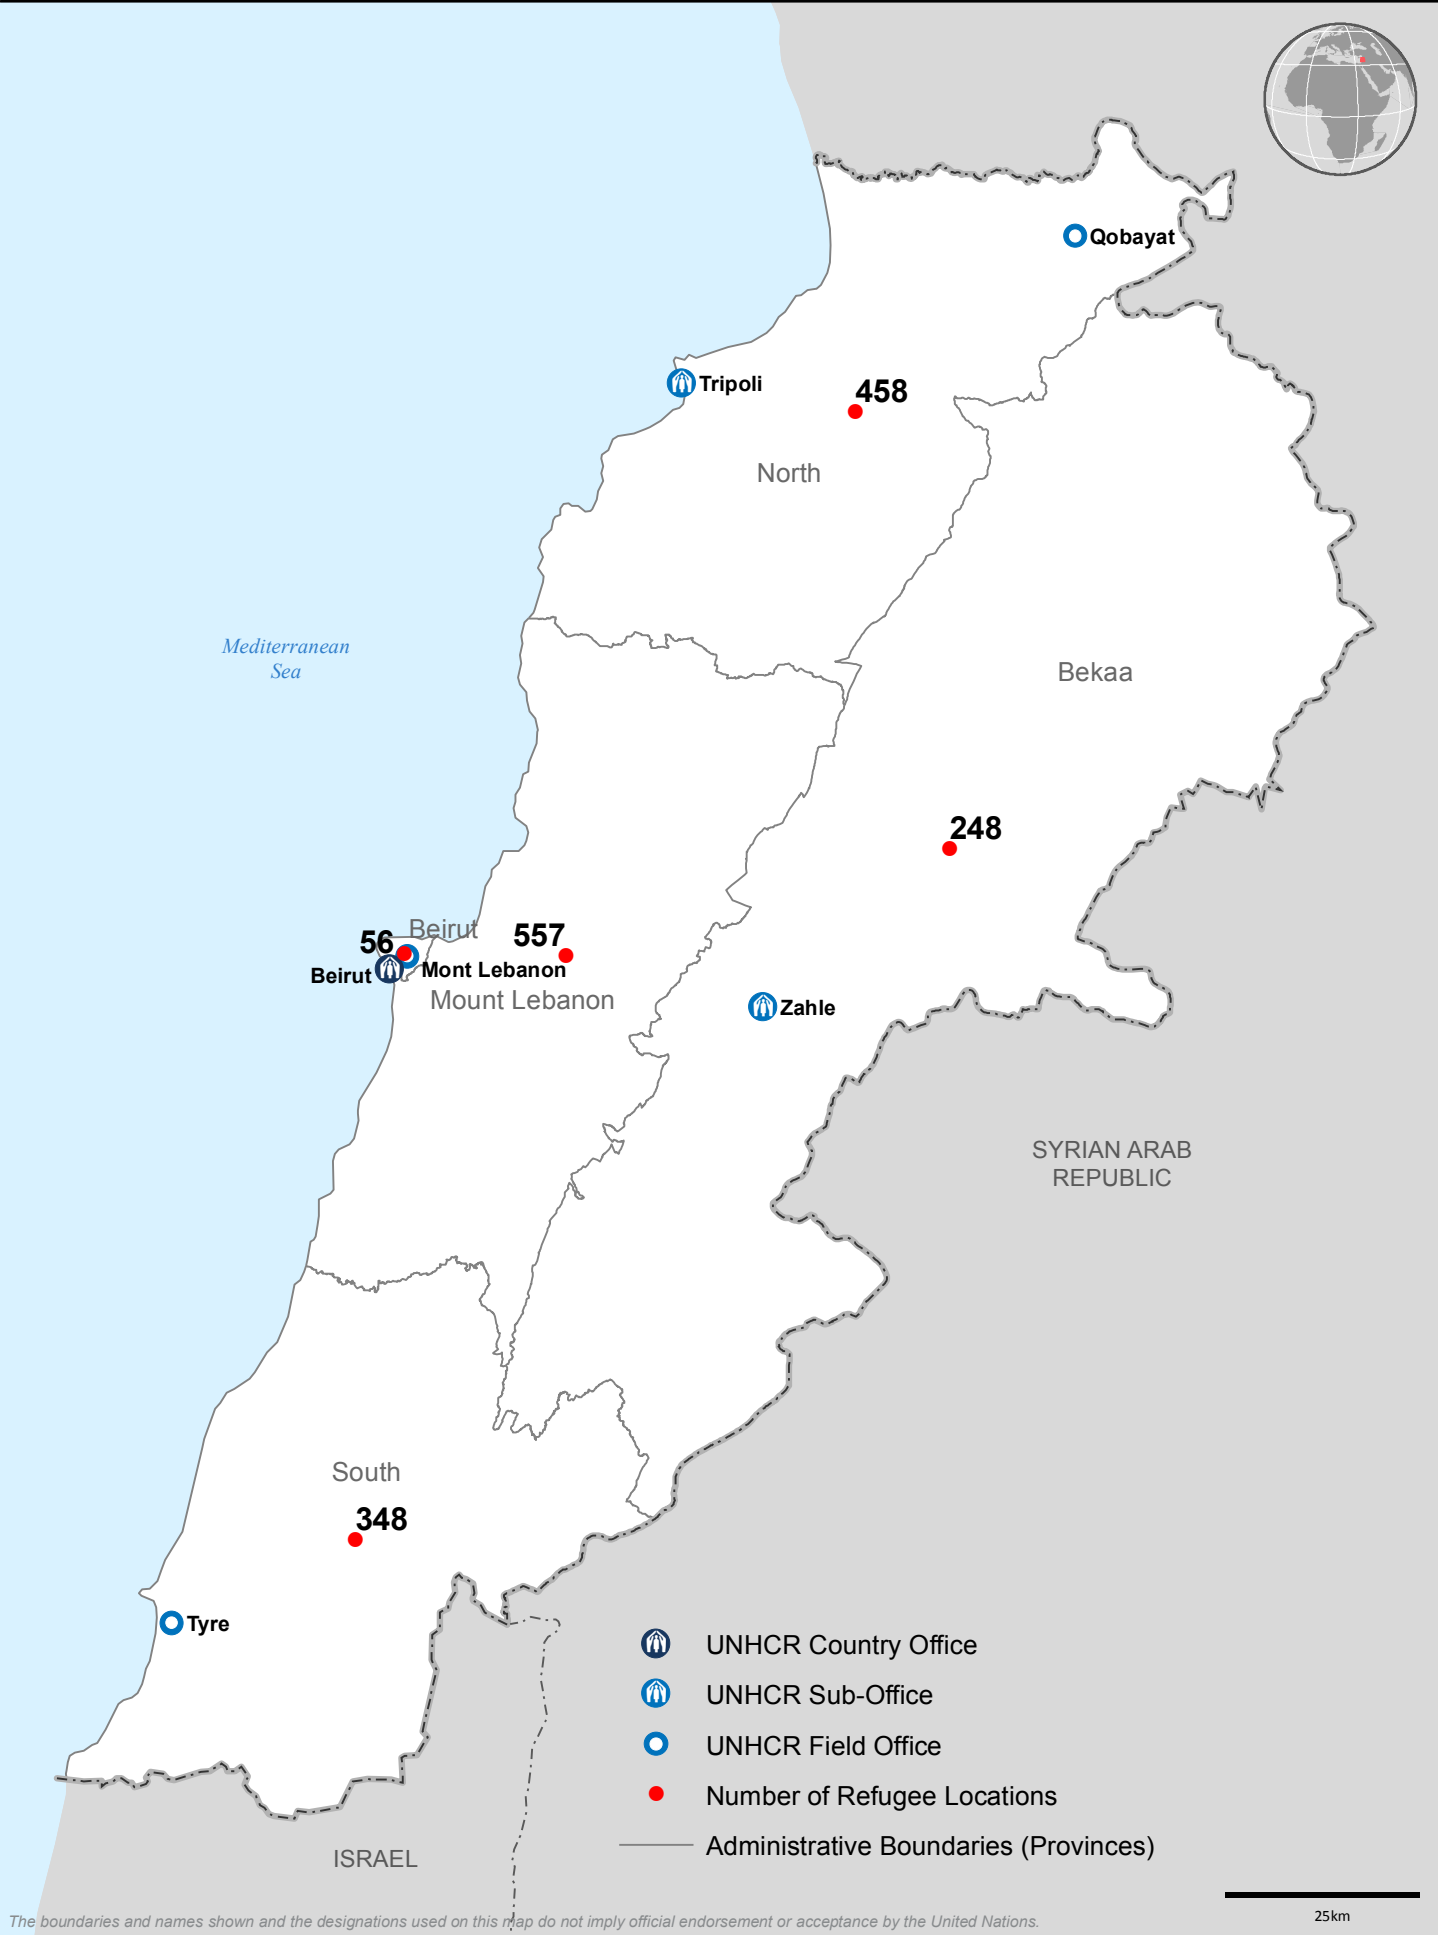 Qobayat
Tripoli
458
North
Mediterranean
Sea
Bekaa
248
56
Beirut
557
Beirut
Mont Lebanon
Mount Lebanon
Zahle
SYRIAN ARAB
REPUBLIC
South
348
Tyre
UNHCR Country Office
UNHCR Sub-Office
UNHCR Field Office
Number of Refugee Locations
Administrative Boundaries (Provinces)
ISRAEL
25km
The boundaries and names shown and the designations used on this map do not imply official endorsement or acceptance by the United Nations.